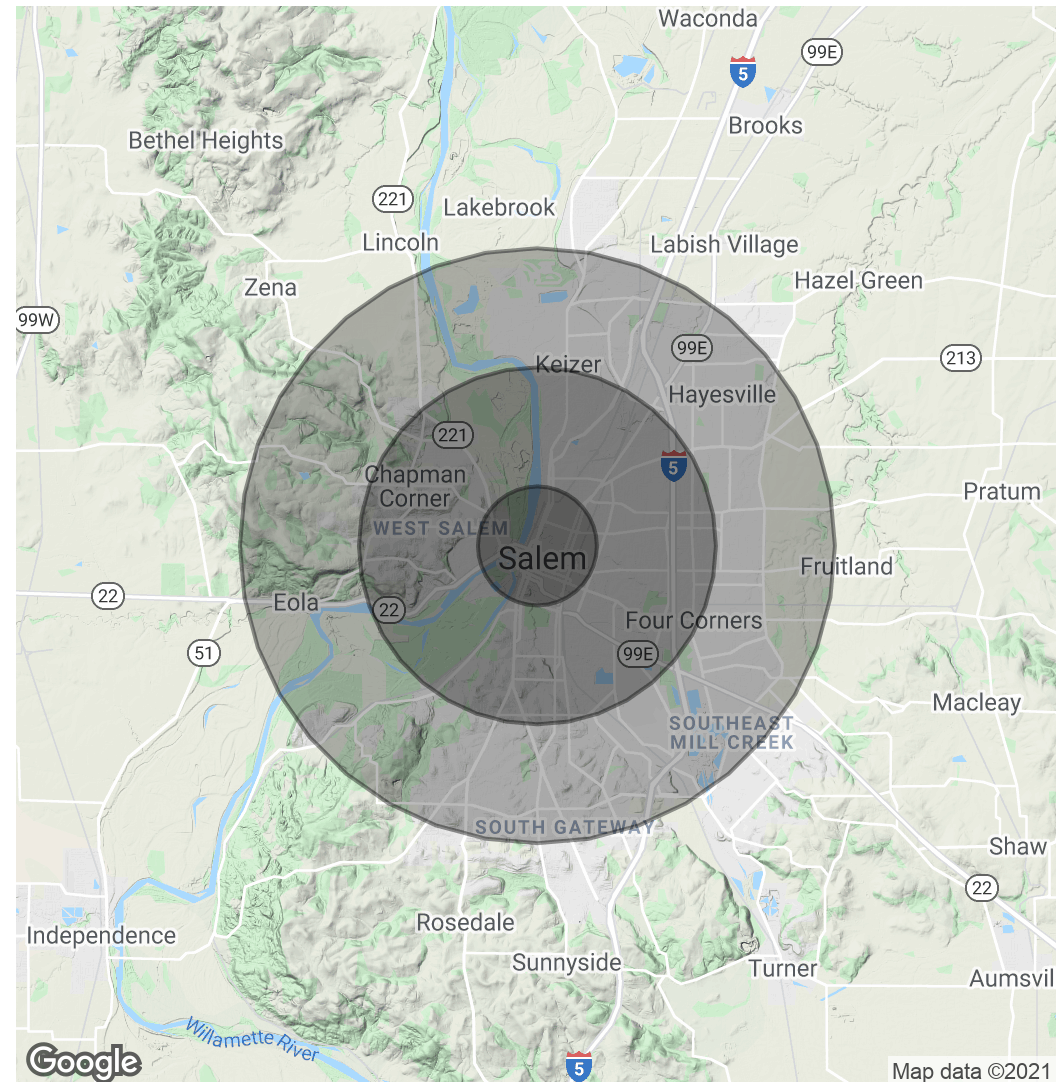 Waconda
99E
5
Brooks
Bethel Heights
221
Lakebrook
Lincoln
Labish Village
Zena
Hazel Green
99W
99E
213
Keizer
Hayesville
221
5
Chapman
Corner
Pratum
WEST SALEM
Salem
Fruitland
22
Eola
22
Four Corners
51
99E
Macleay
SOUTHEAST
MILL CREEK
SOUTH GATEWAY
Shaw
22
Rosedale
Independence
Sunnyside
Turner
Aumsvil
Willamette River
Google
5
Map data ©2021